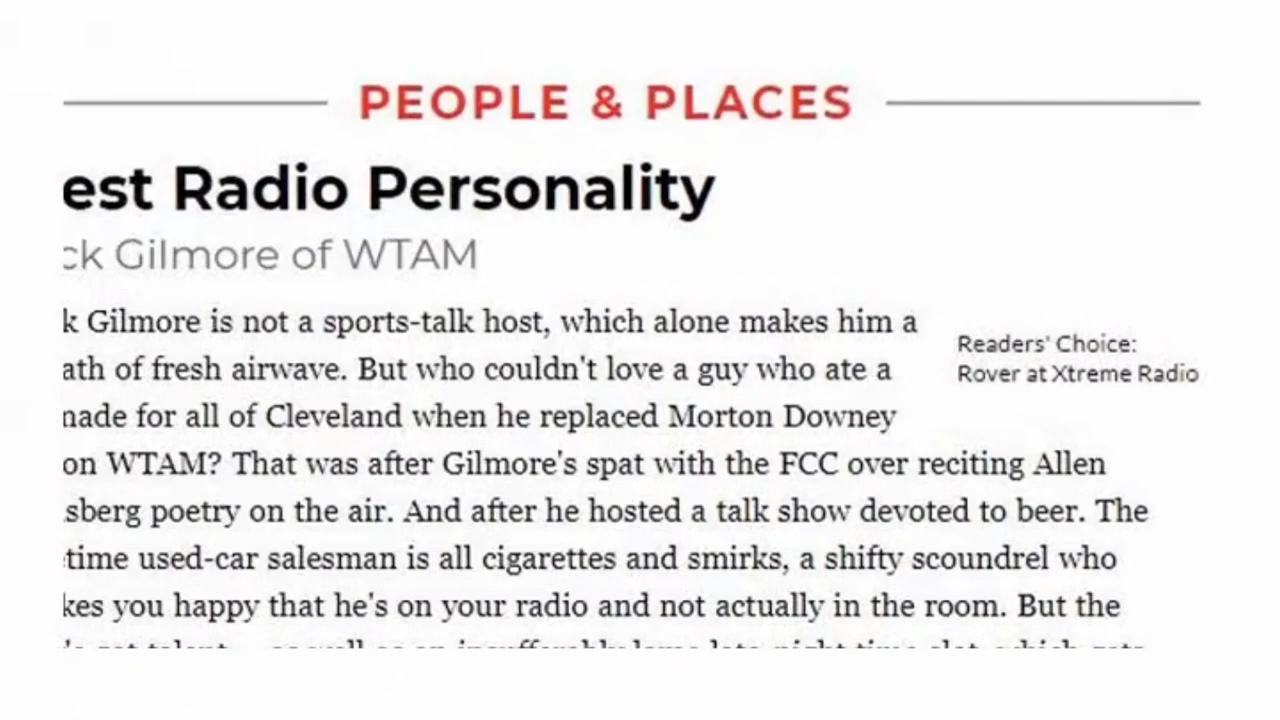 PEOPLE & PLACES
est Radio Personality
ck Gilmore of WTAM
k Gilmore is not a sports-talk host, which alone makes him a
ath of fresh airwave. But who couldn't love a guy who ate a
made for all of Cleveland when he replaced Morton Downey
on WTAM? That was after Gilmore's spat with the FCC over reciting Allen
sberg poetry on the air. And after he hosted a talk show devoted to beer. The
time used-car salesman is all cigarettes and smirks, a shifty scoundrel who
kes you happy that he's on your radio and not actually in the room. But the
Readers' Choice:
Rover at Xtreme Radio